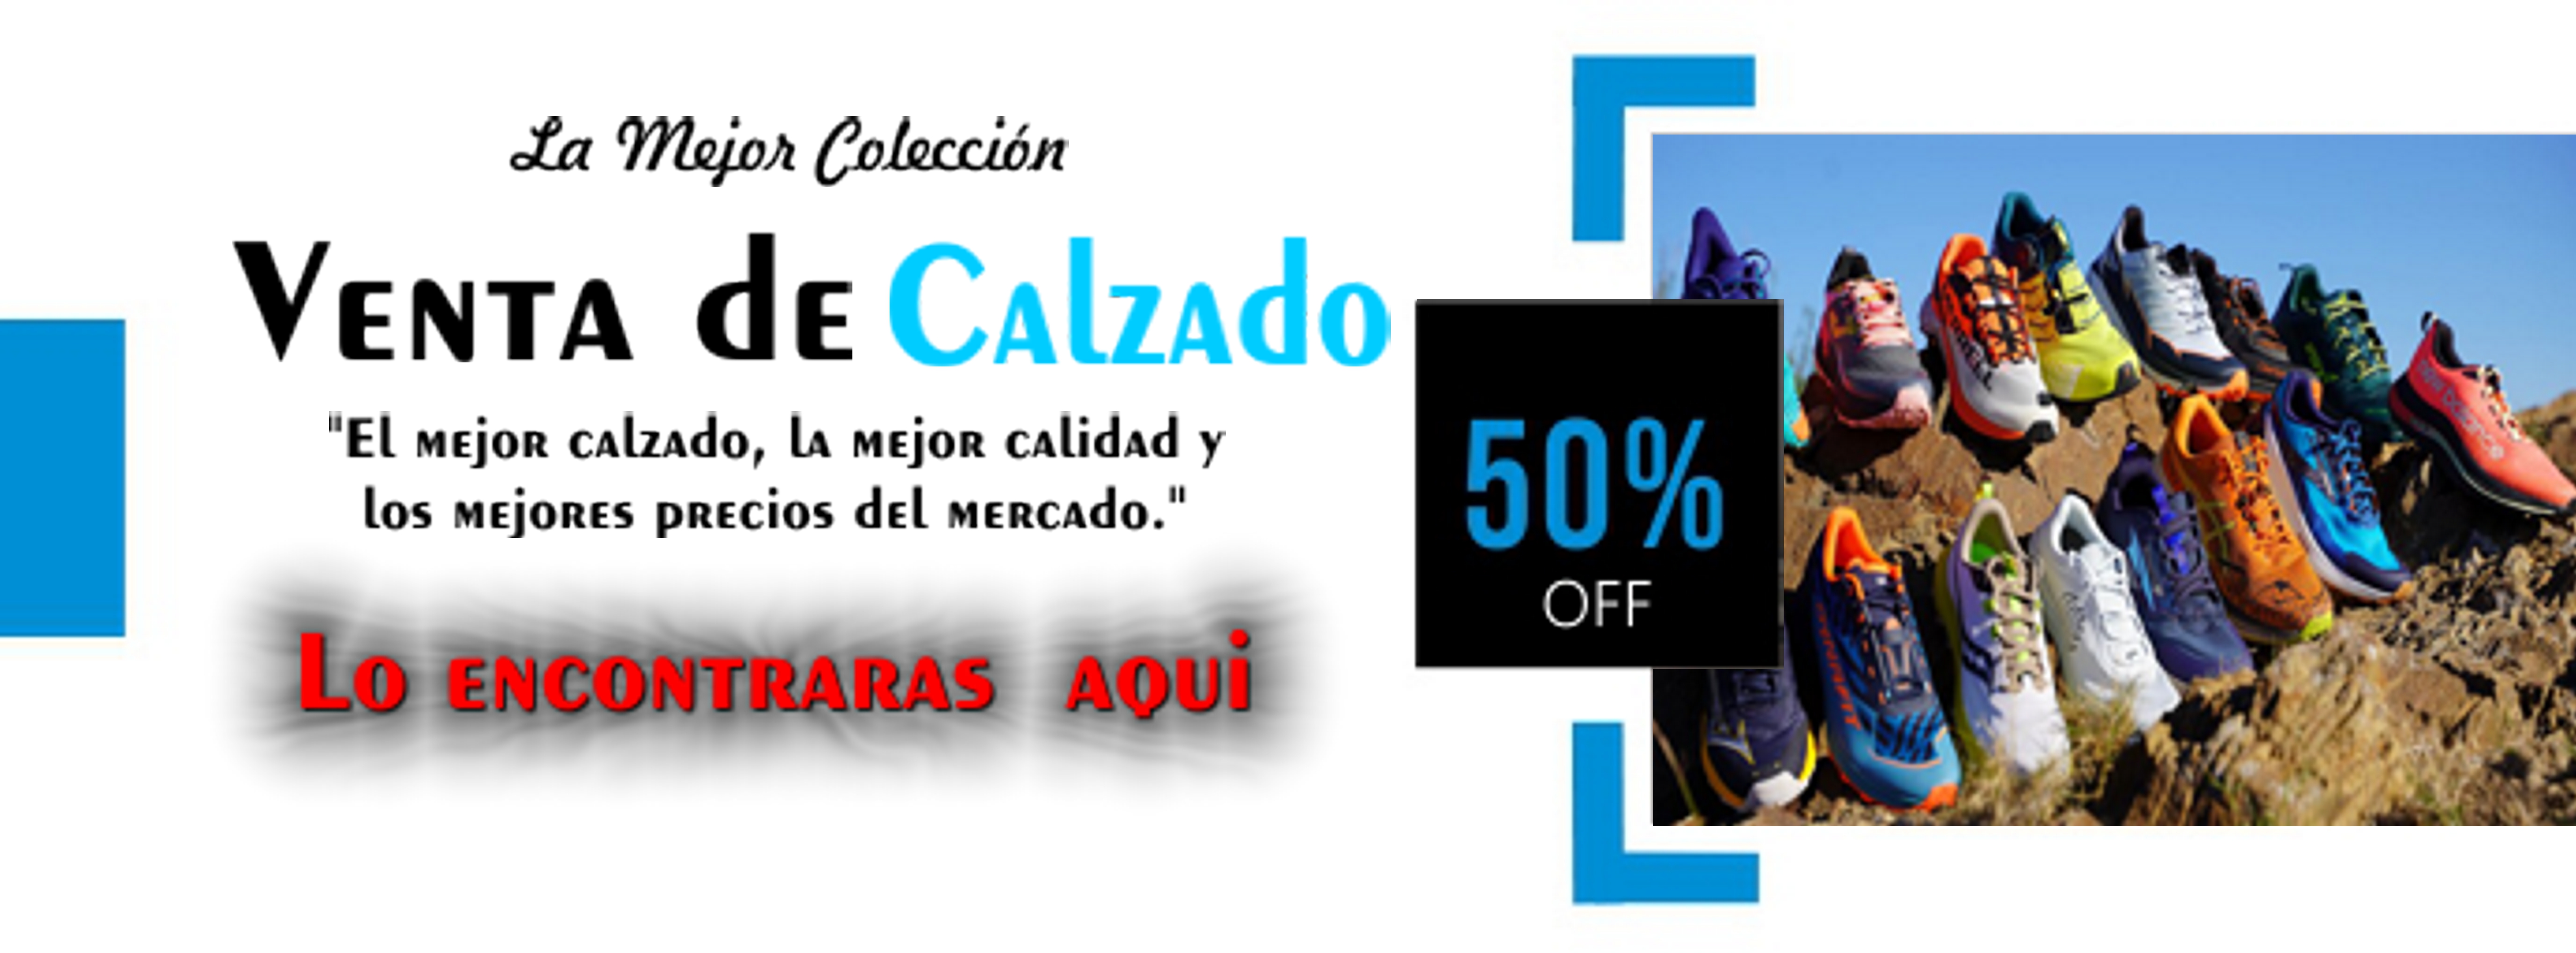 La Mejor Colección
Venta de Calzado
"El mejor calzado, la mejor calidad y
los mejores precios del mercado."
Lo encontraras aqui
50%
OFF